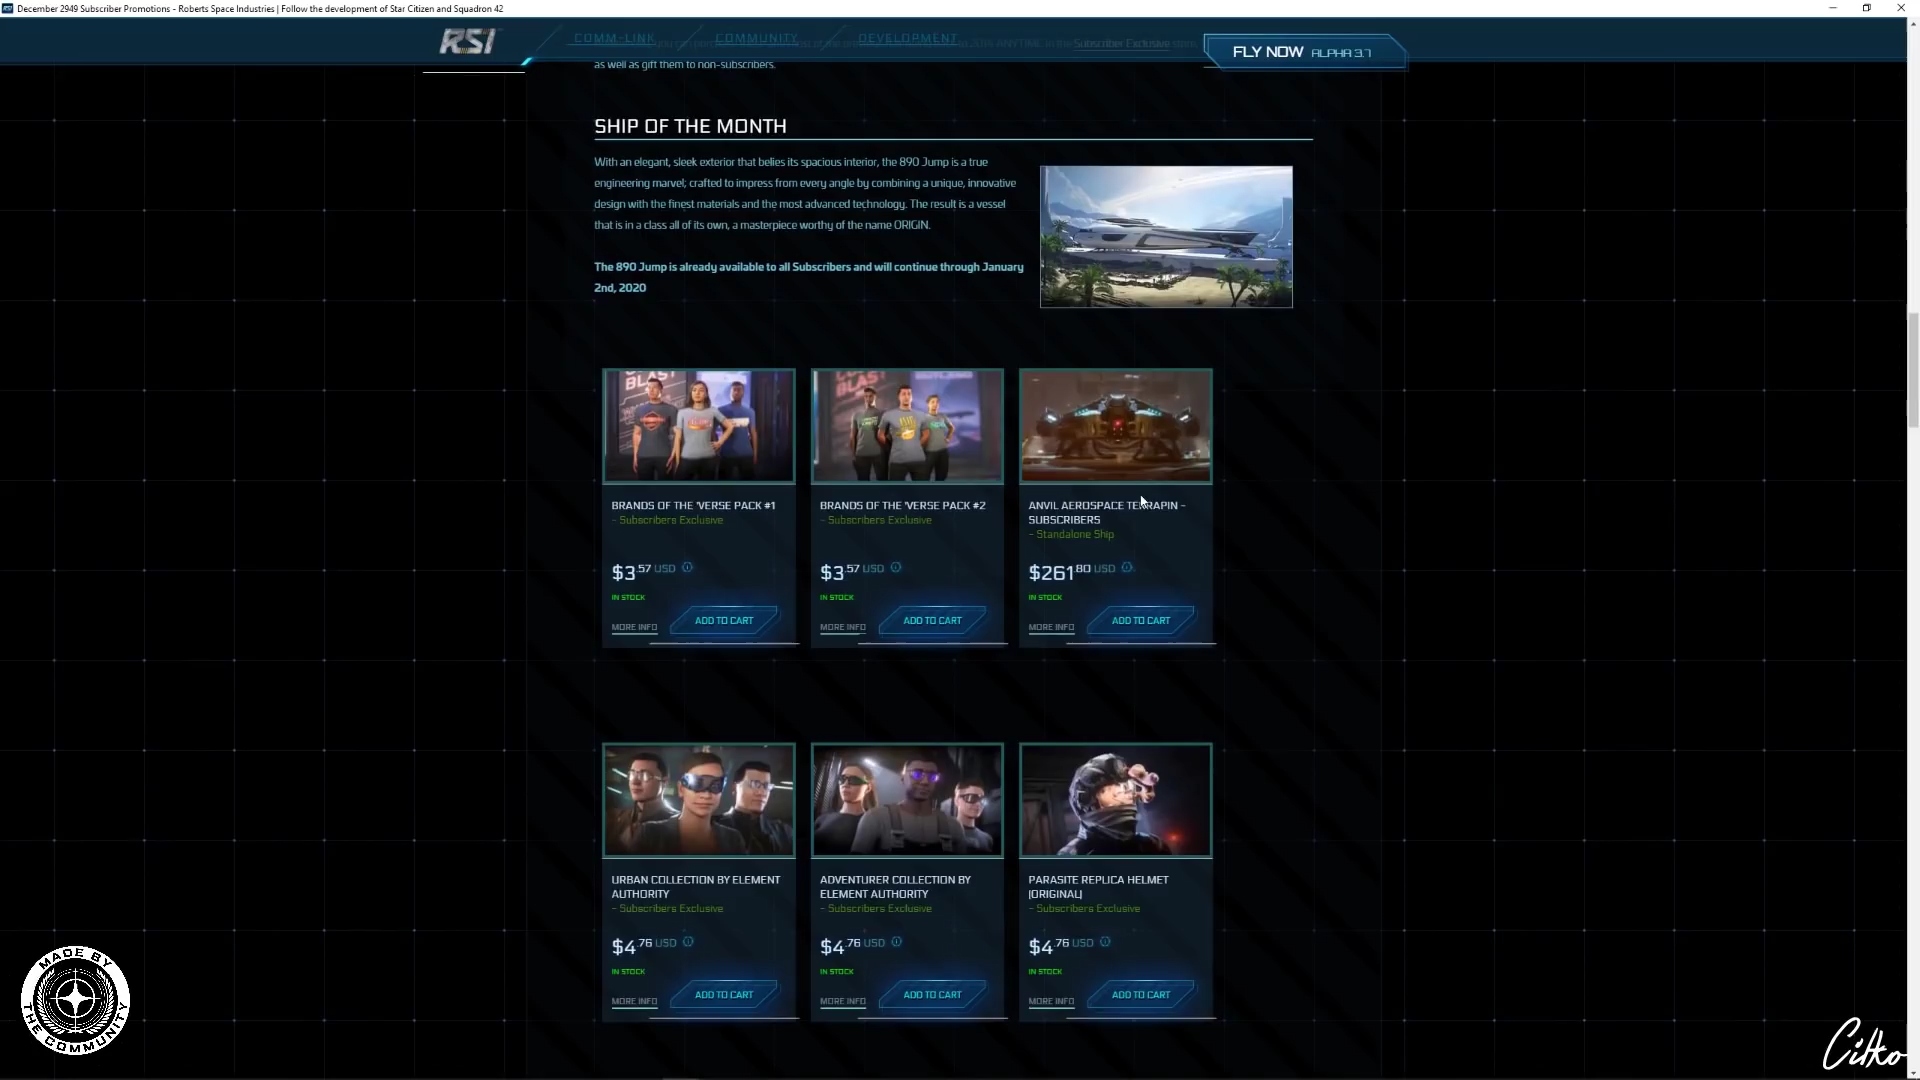 December 2949 Subscriber Promotions - Roberts Space Industries | Follow the development of Star Citizen and Squadron 42
RSI
COMM-LINK
COMMUNITY
DEVELOPMENT
FLY NOW ALPHA 3.7
ANYTIME in the Subscriber Exclusive store,
as well as gift them to non-subscribers.
SHIP OF THE MONTH
With an elegant, sleek exterior that belies its spacious interior, the 890 Jump is a true
engineering marvel; crafted to impress from every angle by combining a unique, innovative
design with the finest materials and the most advanced technology. The result is a vessel
that is in a class all of its own, a masterpiece worthy of the name ORIGIN.
The 890 Jump is already available to all Subscribers and will continue through January
2nd, 2020
BLAST
BLAST
BRANDS OF THE 'VERSE PACK #1
- Subscribers Exclusive
$3.57 USD
IN STOCK
MORE INFO
ADD TO CART
BRANDS OF THE 'VERSE PACK #2
- Subscribers Exclusive
$3.57 USD
IN STOCK
MORE INFO
ADD TO CART
ANVIL AEROSPACE TERRAPIN -
SUBSCRIBERS
- Standalone Ship
$261.80 USD
IN STOCK
MORE INFO
ADD TO CART
URBAN COLLECTION BY ELEMENT
AUTHORITY
- Subscribers Exclusive
$4.76 USD
IN STOCK
MORE INFO
ADD TO CART
ADVENTURER COLLECTION BY
ELEMENT AUTHORITY
- Subscribers Exclusive
$4.76 USD
IN STOCK
MORE INFO
ADD TO CART
PARASITE REPLICA HELMET
(ORIGINAL)
- Subscribers Exclusive
$4.76 USD
IN STOCK
MORE INFO
ADD TO CART
MADE BY
THE COMMUNITY